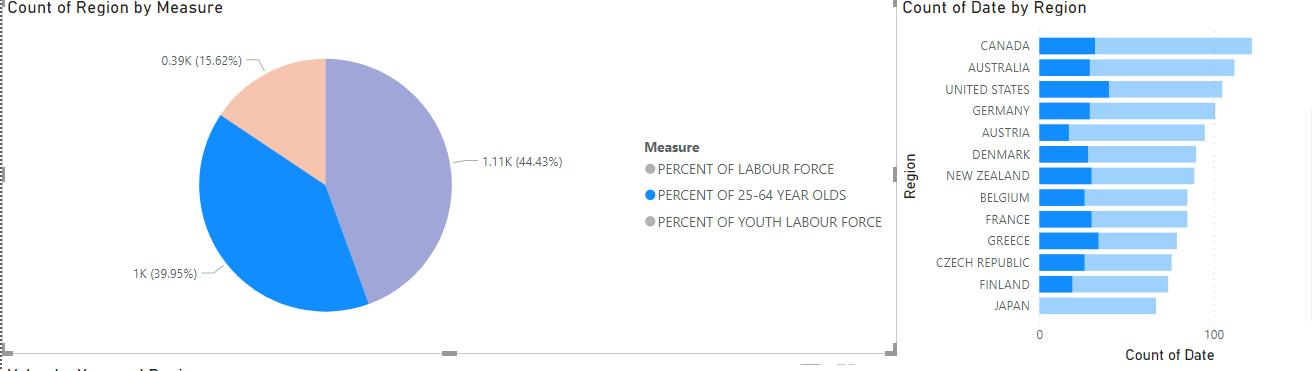 Count of Region by Measure
0.39K (15.62%)
1.11K (44.43%)
1K (39.95%)
Measure
PERCENT OF LABOUR FORCE
PERCENT OF 25-64 YEAR OLDS
PERCENT OF YOUTH LABOUR FORCE
Count of Date by Region
Region
CANADA
AUSTRALIA
UNITED STATES
GERMANY
AUSTRIA
DENMARK
NEW ZEALAND
BELGIUM
FRANCE
GREECE
CZECH REPUBLIC
FINLAND
JAPAN
0 100
Count of Date